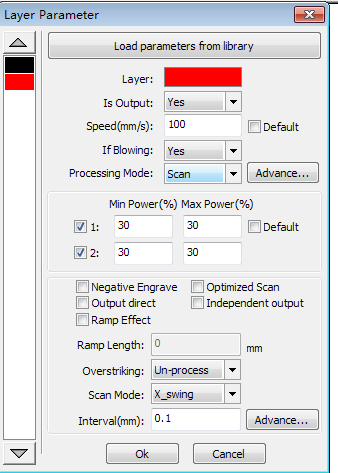 Layer Parameter
Load parameters from library
Layer:
Is Output: Yes
Speed(mm/s): 100 Default
If Blowing: Yes
Processing Mode: Scan Advance...
Min Power(%) Max Power(%)
1: 30 30 Default
2: 30 30
Negative Engrave Optimized Scan
Output direct Independent output
Ramp Effect
Ramp Length: 0 mm
Overstriking: Un-process
Scan Mode: X_swing
Interval(mm): 0.1 Advance...
Ok Cancel